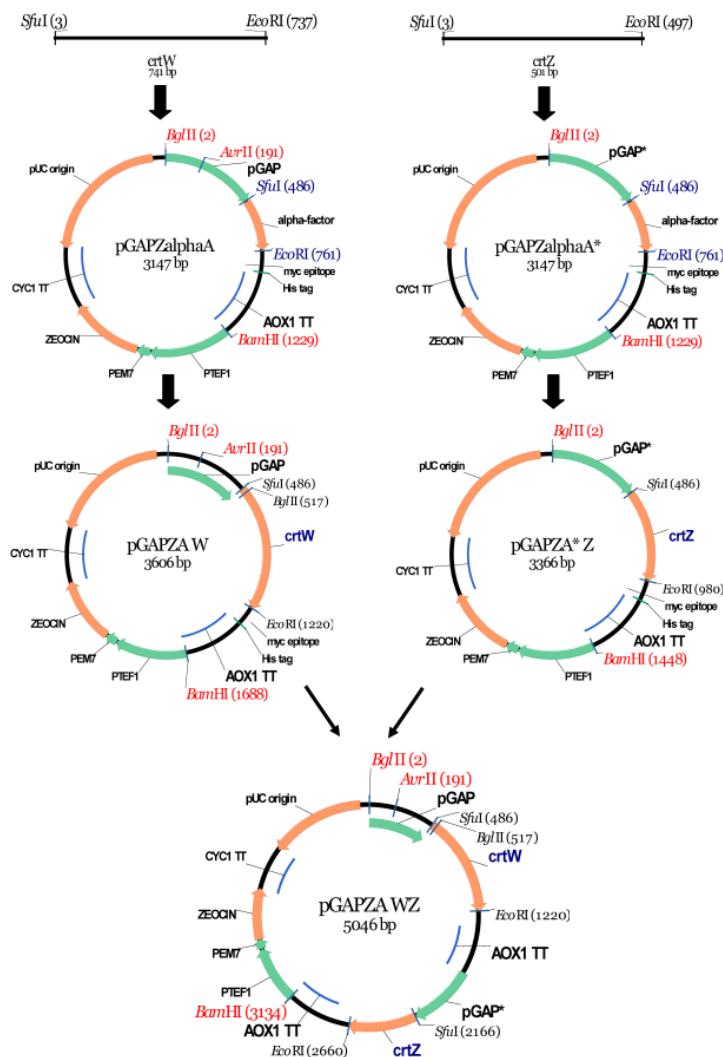 SfuI (3)
EcoRI (737)
crtW
741 bp
SfuI (3)
EcoRI (497)
crtZ
501 bp
BglII (2)
AvrII (191)
pGAP
SfuI (486)
alpha-factor
EcoRI (761)
myc epitope
His tag
AOX1 TT
BamHI (1229)
PTEF1
PEM7
ZEOCIN
CYC1 TT
pUC origin
pGAPZalphaA
3147 bp
BglII (2)
pGAP*
SfuI (486)
alpha-factor
EcoRI (761)
myc epitope
His tag
AOX1 TT
BamHI (1229)
PTEF1
PEM7
ZEOCIN
CYC1 TT
pUC origin
pGAPZalphaA*
3147 bp
BglII (2)
AvrII (191)
pGAP
SfuI (486)
BglII (517)
crtW
EcoRI (1220)
myc epitope
His tag
AOX1 TT
BamHI (1688)
PTEF1
PEM7
ZEOCIN
CYC1 TT
pUC origin
pGAPZA W
3606 bp
BglII (2)
pGAP*
SfuI (486)
crtZ
EcoRI (980)
myc epitope
His tag
AOX1 TT
BamHI (1448)
PTEF1
PEM7
ZEOCIN
CYC1 TT
pUC origin
pGAPZA* Z
3366 bp
BglII (2)
AvrII (191)
pGAP
SfuI (486)
BglII (517)
crtW
EcoRI (1220)
AOX1 TT
pGAP*
SfuI (2166)
crtZ
EcoRI (2660)
AOX1 TT
BamHI (3134)
PTEF1
PEM7
ZEOCIN
CYC1 TT
pUC origin
pGAPZA WZ
5046 bp